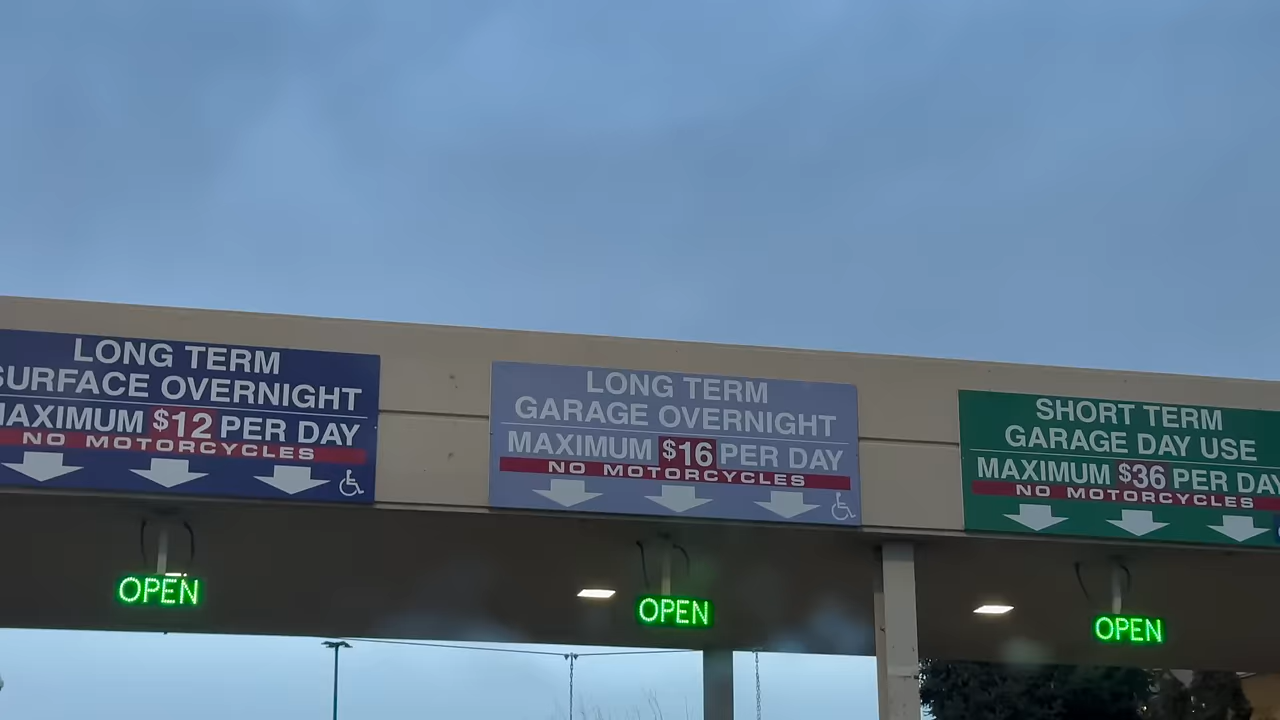 LONG TERM
SURFACE OVERNIGHT
MAXIMUM $12 PER DAY
NO MOTORCYCLES
OPEN
LONG TERM
GARAGE OVERNIGHT
MAXIMUM $16 PER DAY
NO MOTORCYCLES
OPEN
SHORT TERM
GARAGE DAY USE
MAXIMUM $36 PER DAY
NO MOTORCYCLES
OPEN